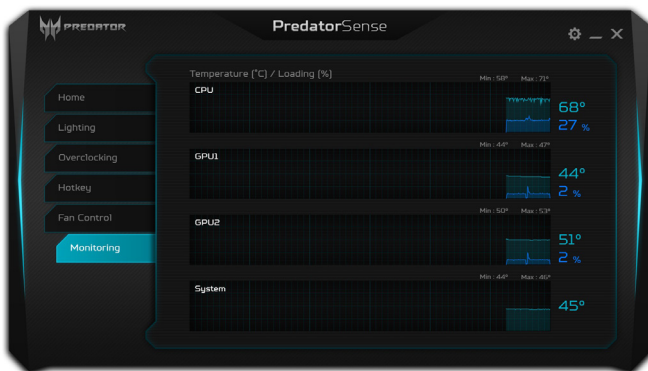 PREDATOR
PredatorSense
Temperature (°C) / Loading (%)
Home
Lighting
Overclocking
Hotkey
Fan Control
Monitoring
Min : 58° Max : 71°
CPU
68°
27 %
Min : 44° Max : 47°
GPU1
44°
2 %
Min : 50° Max : 53°
GPU2
51°
2 %
Min : 44° Max : 46°
System
45°